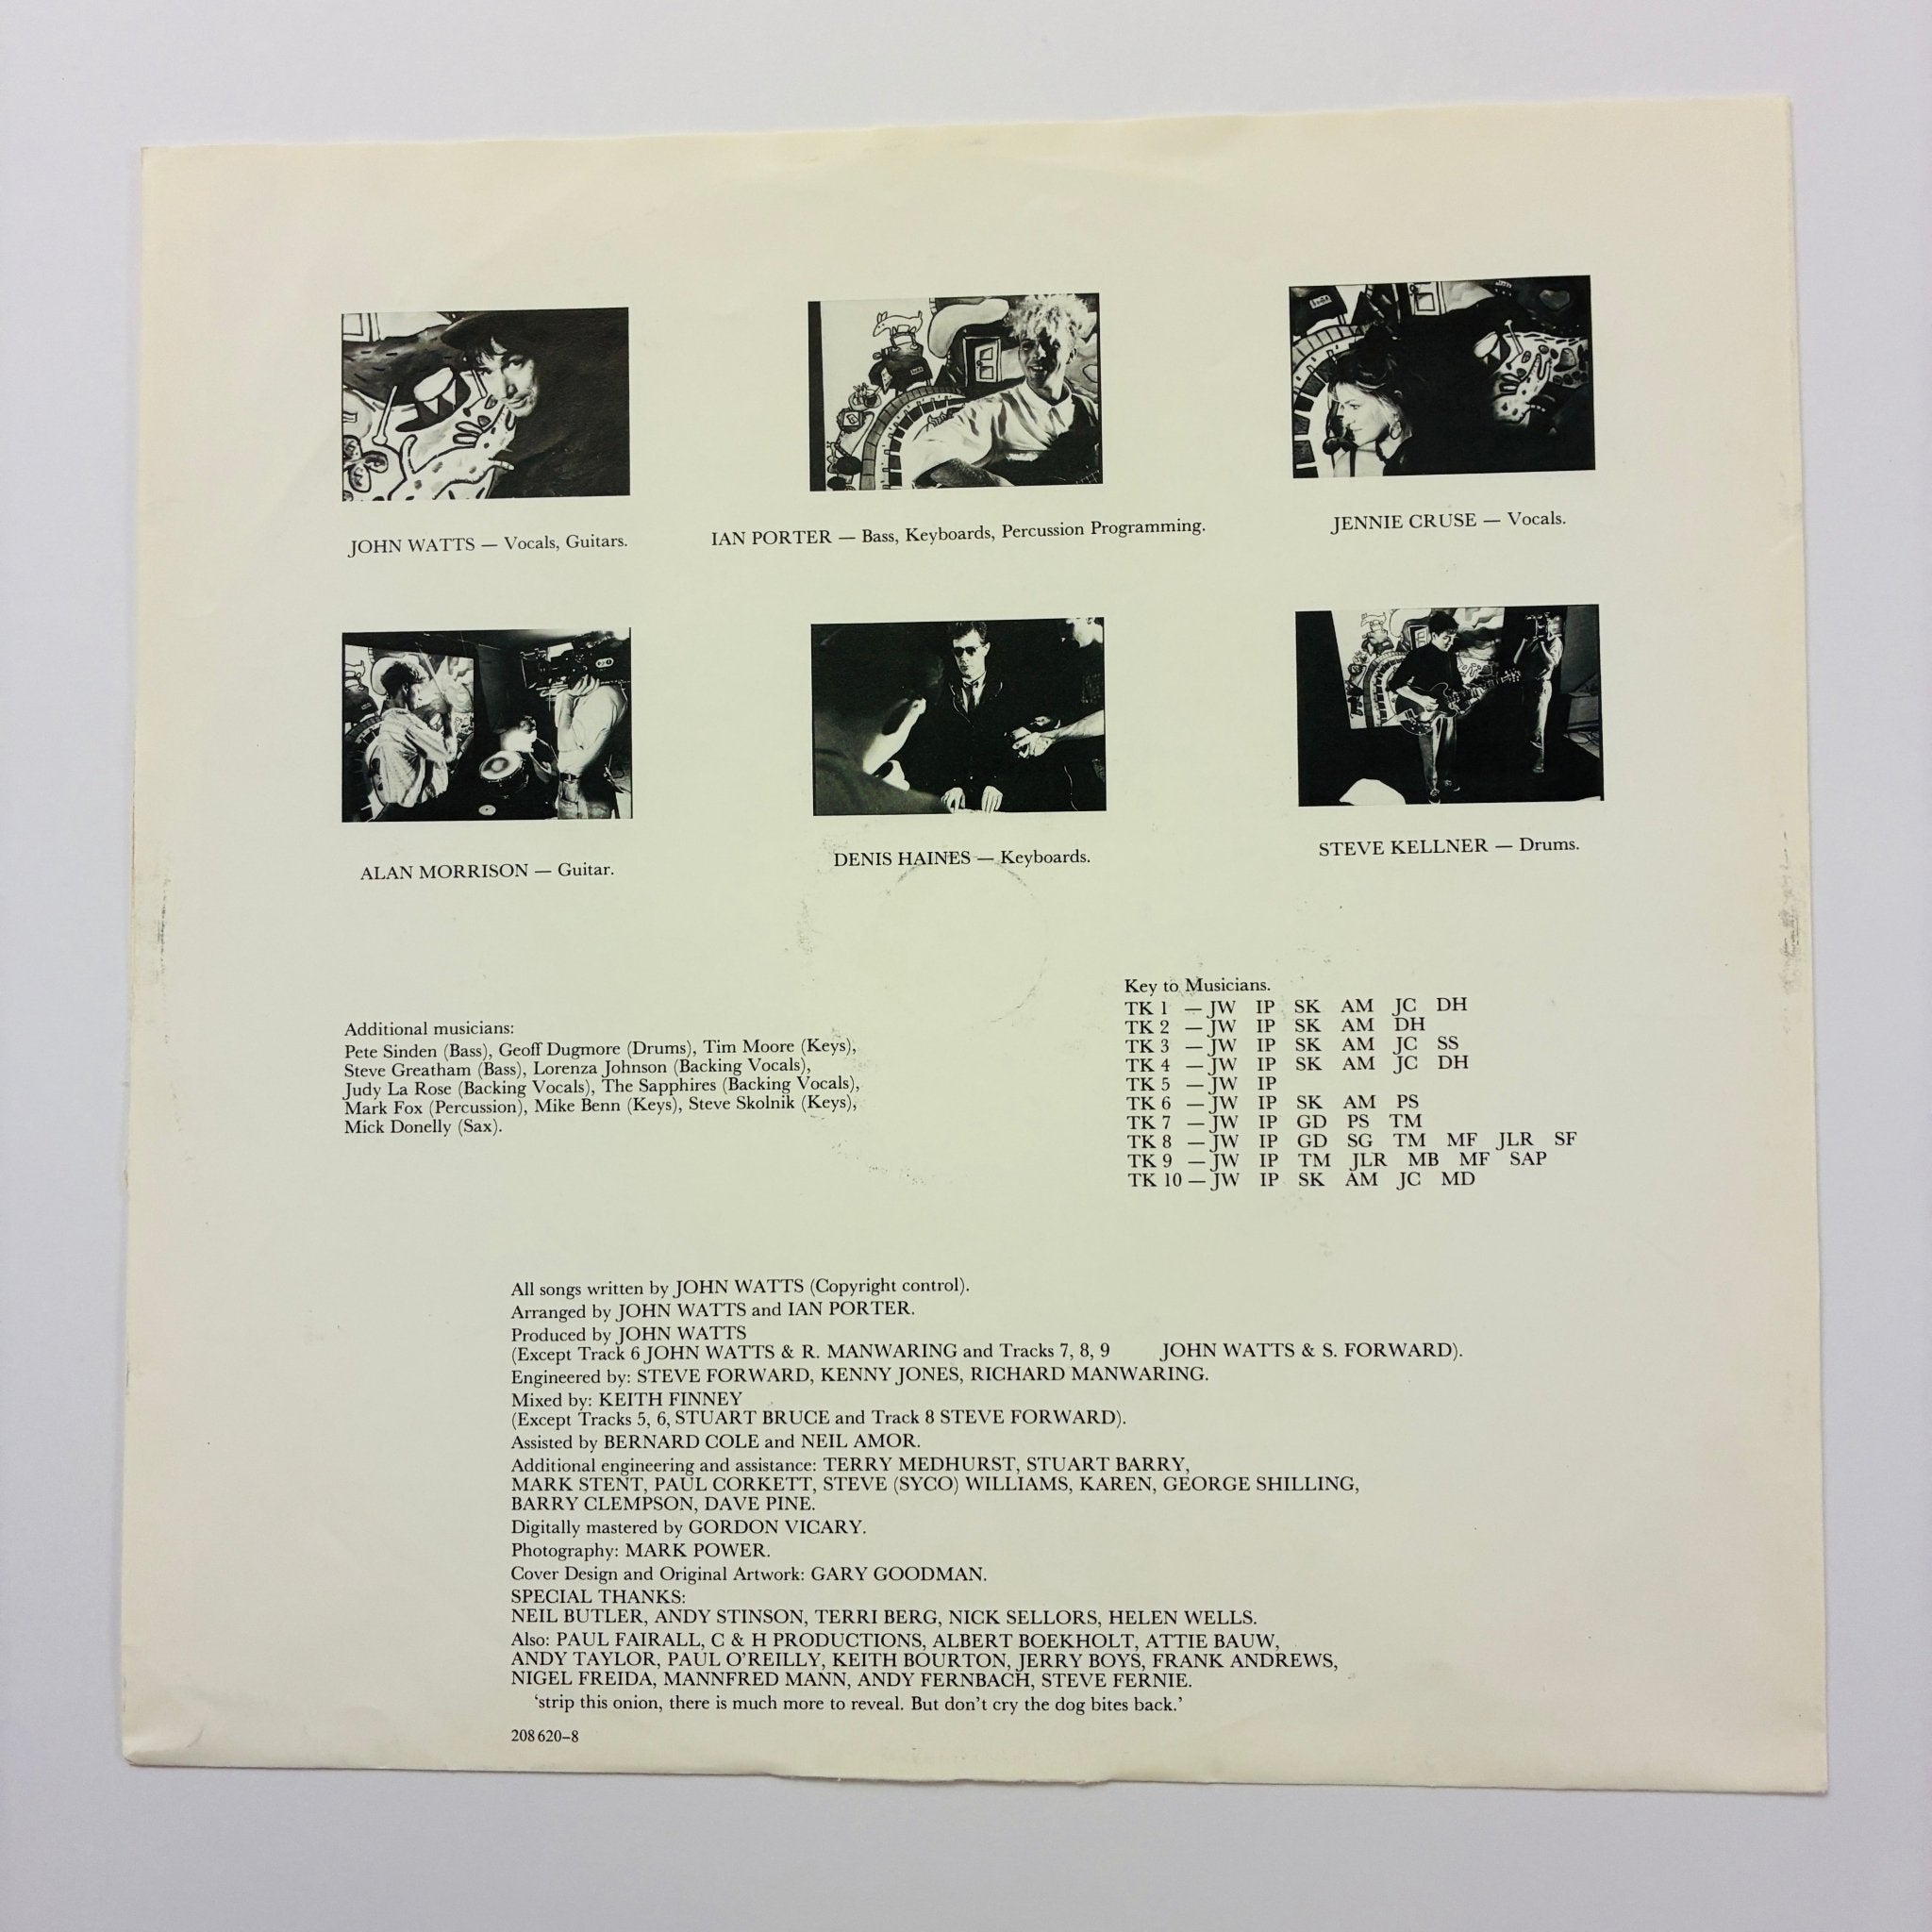 JOHN WATTS — Vocals, Guitars.
IAN PORTER — Bass, Keyboards, Percussion Programming.
JENNIE CRUSE — Vocals.
ALAN MORRISON — Guitar.
DENIS HAINES — Keyboards.
STEVE KELLNER — Drums.
Additional musicians:
Pete Sinden (Bass), Geoff Dugmore (Drums), Tim Moore (Keys),
Steve Greatham (Bass), Lorenza Johnson (Backing Vocals),
Judy La Rose (Backing Vocals), The Sapphires (Backing Vocals),
Mark Fox (Percussion), Mike Benn (Keys), Steve Skolnik (Keys),
Mick Donelly (Sax).
Key to Musicians.
TK 1 — JW IP SK AM JC DH
TK 2 — JW IP SK AM DH
TK 3 — JW IP SK AM JC SS
TK 4 — JW IP SK AM JC DH
TK 5 — JW IP
TK 6 — JW IP SK AM PS
TK 7 — JW IP GD PS TM
TK 8 — JW IP GD SG TM MF JLR SF
TK 9 — JW IP TM JLR MB MF SAP
TK 10 — JW IP SK AM JC MD
All songs written by JOHN WATTS (Copyright control).
Arranged by JOHN WATTS and IAN PORTER.
Produced by JOHN WATTS
(Except Track 6 JOHN WATTS & R. MANWARING and Tracks 7, 8, 9 JOHN WATTS & S. FORWARD).
Engineered by: STEVE FORWARD, KENNY JONES, RICHARD MANWARING.
Mixed by: KEITH FINNEY
(Except Tracks 5, 6, STUART BRUCE and Track 8 STEVE FORWARD).
Assisted by BERNARD COLE and NEIL AMOR.
Additional engineering and assistance: TERRY MEDHURST, STUART BARRY,
MARK STENT, PAUL CORKETT, STEVE (SYCO) WILLIAMS, KAREN, GEORGE SHILLING,
BARRY CLEMPSON, DAVE PINE.
Digitally mastered by GORDON VICARY.
Photography: MARK POWER.
Cover Design and Original Artwork: GARY GOODMAN.
SPECIAL THANKS:
NEIL BUTLER, ANDY STINSON, TERRI BERG, NICK SELLORS, HELEN WELLS.
Also: PAUL FAIRALL, C & H PRODUCTIONS, ALBERT BOEKHOLT, ATTIE BAUW,
ANDY TAYLOR, PAUL O'REILLY, KEITH BOURTON, JERRY BOYS, FRANK ANDREWS,
NIGEL FREIDA, MANNFRED MANN, ANDY FERNBACH, STEVE FERNIE.
'strip this onion, there is much more to reveal. But don't cry the dog bites back.'
208 620–8